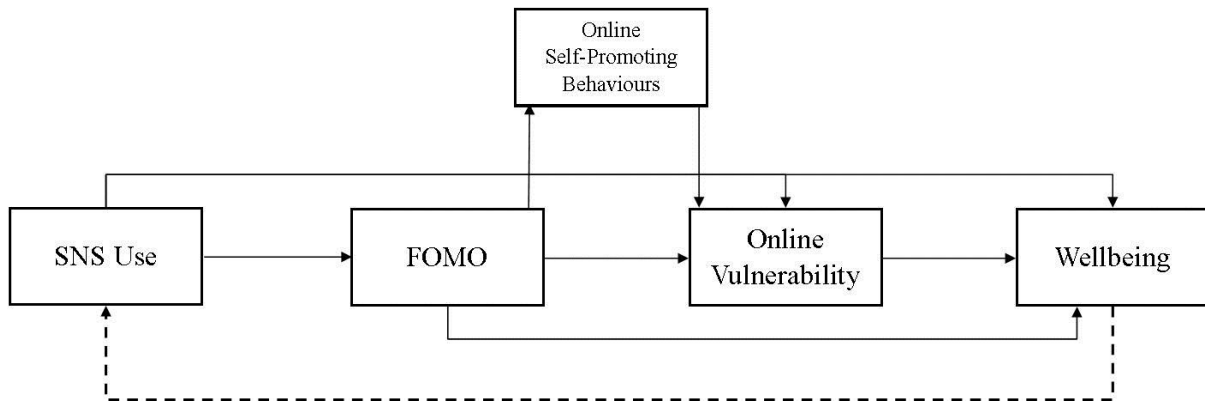 Online
Self-Promoting
Behaviours
SNS Use
FOMO
Online
Vulnerability
Wellbeing